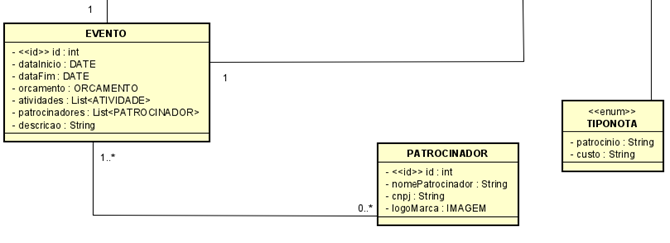 1
EVENTO
- <<id>> id : int
- dataInicio : DATE
- dataFim : DATE
- orcamento : ORCAMENTO
- atividades : List<ATIVIDADE>
- patrocinadores : List<PATROCINADOR>
- descricao : String
1
1..*
<<enum>>
TIPONOTA
- patrocinio : String
- custo : String
PATROCINADOR
- <<id>> id : int
- nomePatrocinador : String
- cnpj : String
- logoMarca : IMAGEM
0..*